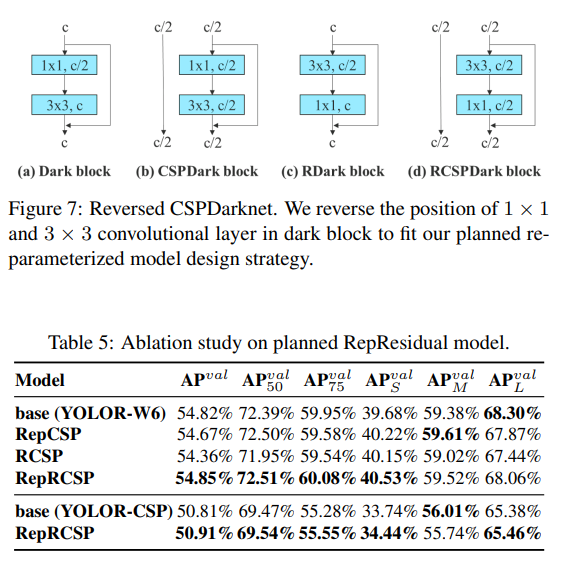 c c/2 c/2 c c/2 c/2
1x1, c/2 1x1, c/2 3x3, c/2 3x3, c/2
3x3, c 3x3, c/2 1x1, c 1x1, c/2
c c/2 c/2 c c/2 c/2
(a) Dark block (b) CSPDark block (c) RDark block (d) RCSPDark block
Figure 7: Reversed CSPDarknet. We reverse the position of 1 × 1
and 3 × 3 convolutional layer in dark block to fit our planned re-
parameterized model design strategy.
Table 5: Ablation study on planned RepResidual model.
Model AP^{val} AP^{val}_{50} AP^{val}_{75} AP^{val}_{S} AP^{val}_{M} AP^{val}_{L}
base (YOLOR-W6) 54.82% 72.39% 59.95% 39.68% 59.38% 68.30%
RepCSP 54.67% 72.50% 59.58% 40.22% 59.61% 67.87%
RCSP 54.36% 71.95% 59.54% 40.15% 59.02% 67.44%
RepRCSP 54.85% 72.51% 60.08% 40.53% 59.52% 68.06%
base (YOLOR-CSP) 50.81% 69.47% 55.28% 33.74% 56.01% 65.38%
RepRCSP 50.91% 69.54% 55.55% 34.44% 55.74% 65.46%